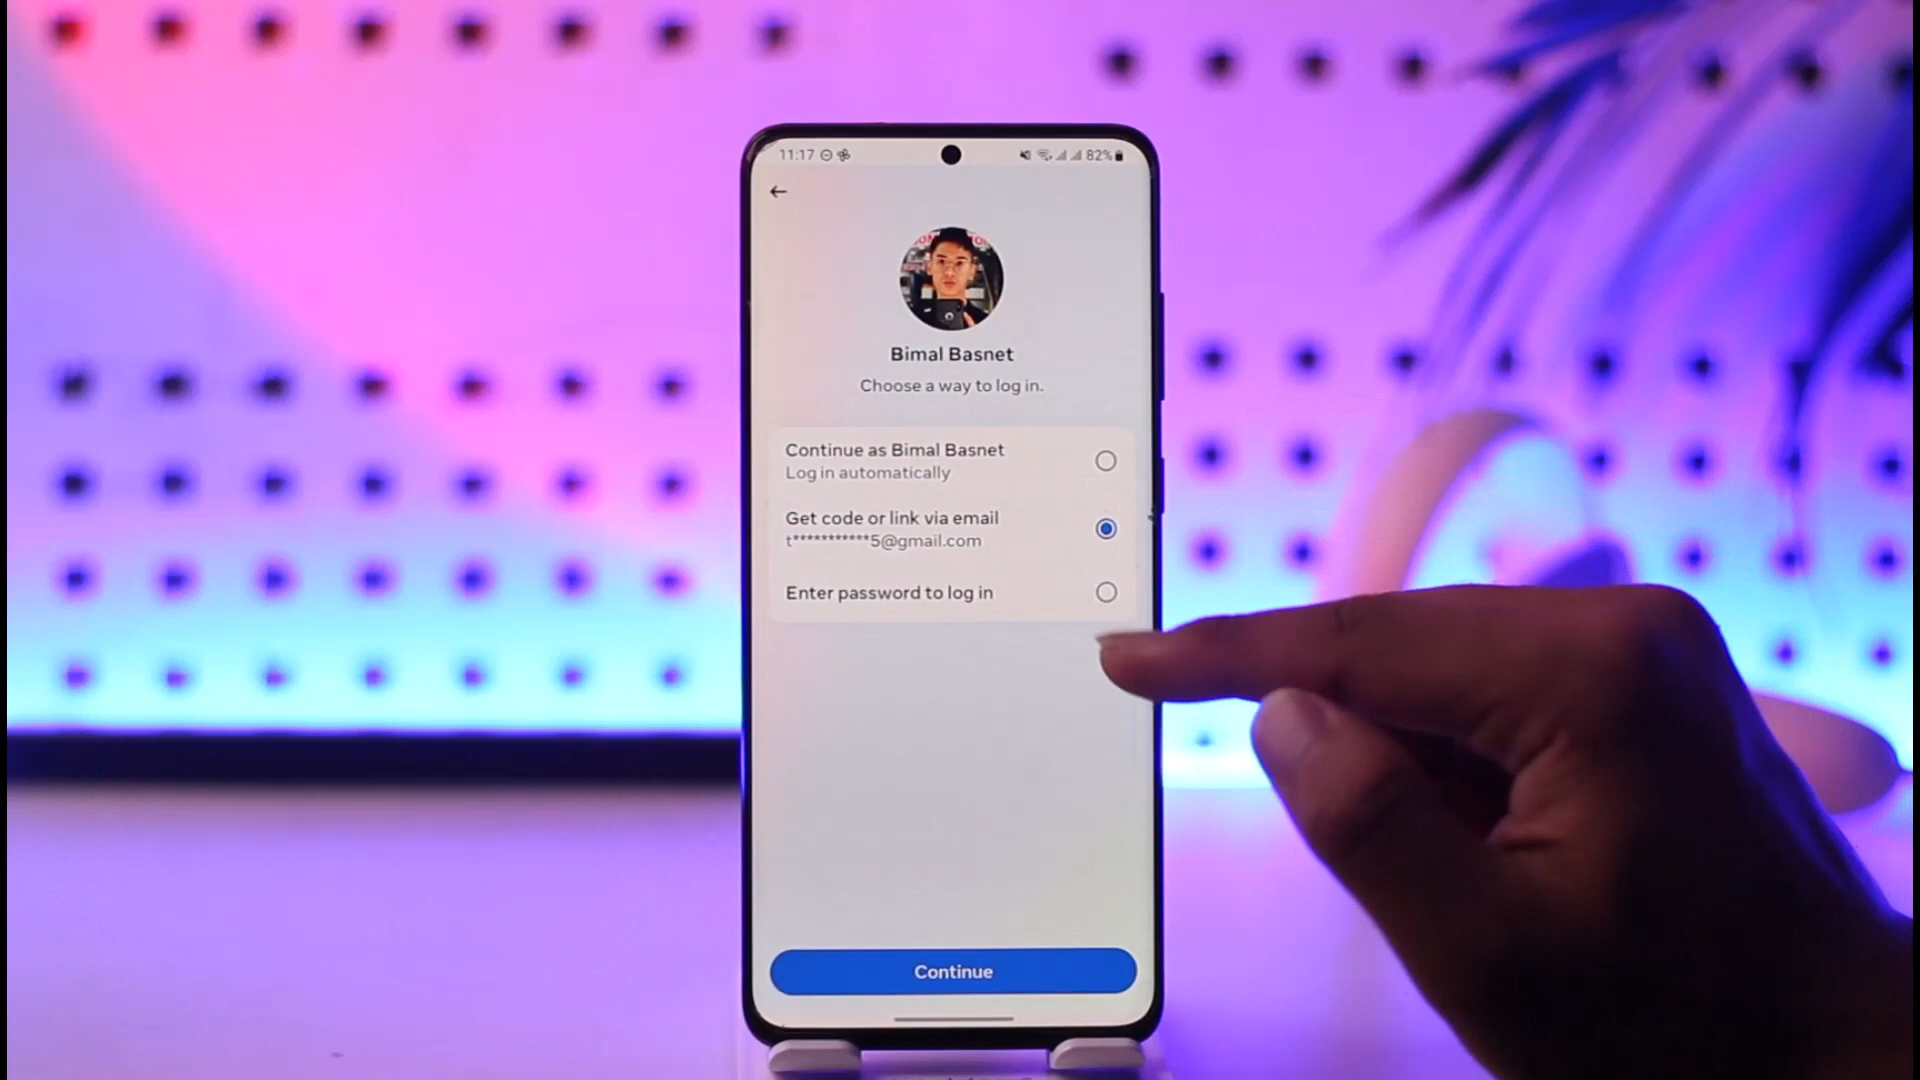 11:17
82%
Bimal Basnet
Choose a way to log in.
Continue as Bimal Basnet
Log in automatically
Get code or link via email
t***********5@gmail.com
Enter password to log in
Continue